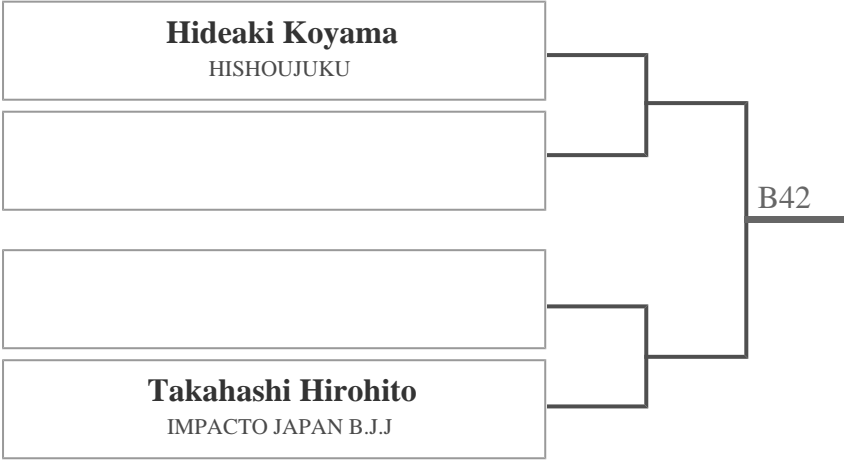 Hideaki Koyama
HISHOUJUKU
B42
Takahashi Hirohito
IMPACTO JAPAN B.J.J